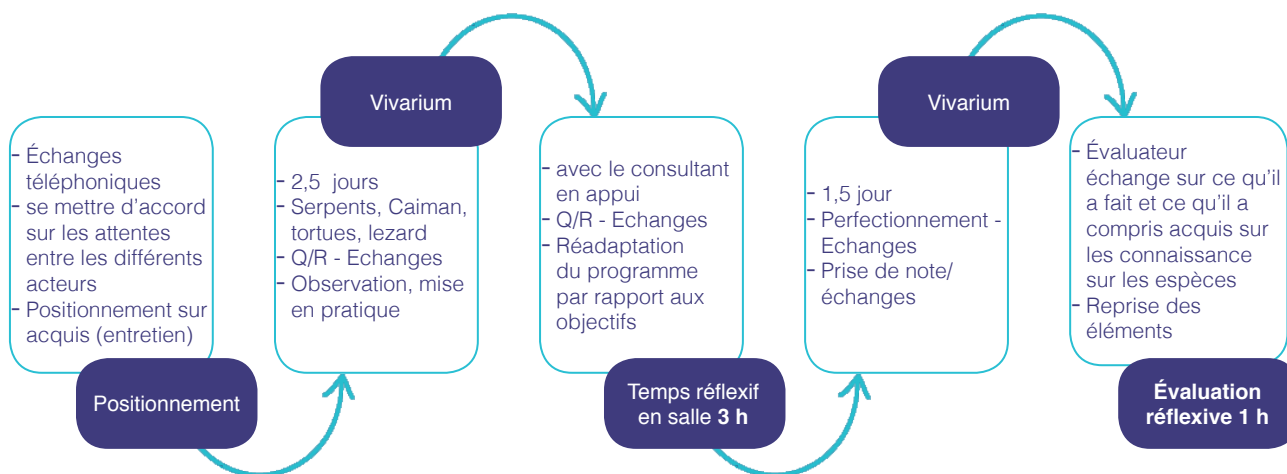 - Échanges
téléphoniques
- se mettre d'accord
sur les attentes
entre les différents
acteurs
- Positionnement sur
acquis (entretien)
Positionnement
Vivarium
- 2,5 jours
- Serpents, Caiman,
tortues, lezard
- Q/R - Echanges
- Observation, mise
en pratique
- avec le consultant
en appui
- Q/R - Echanges
- Réadaptation
du programme
par rapport aux
objectifs
Temps réflexif
en salle 3 h
Vivarium
- 1,5 jour
- Perfectionnement -
Echanges
- Prise de note/
échanges
- Évaluateur
échange sur ce qu'il
a fait et ce qu'il a
compris acquis sur
les connaissance
sur les espèces
- Reprise des
éléments
Évaluation
réflexive 1 h